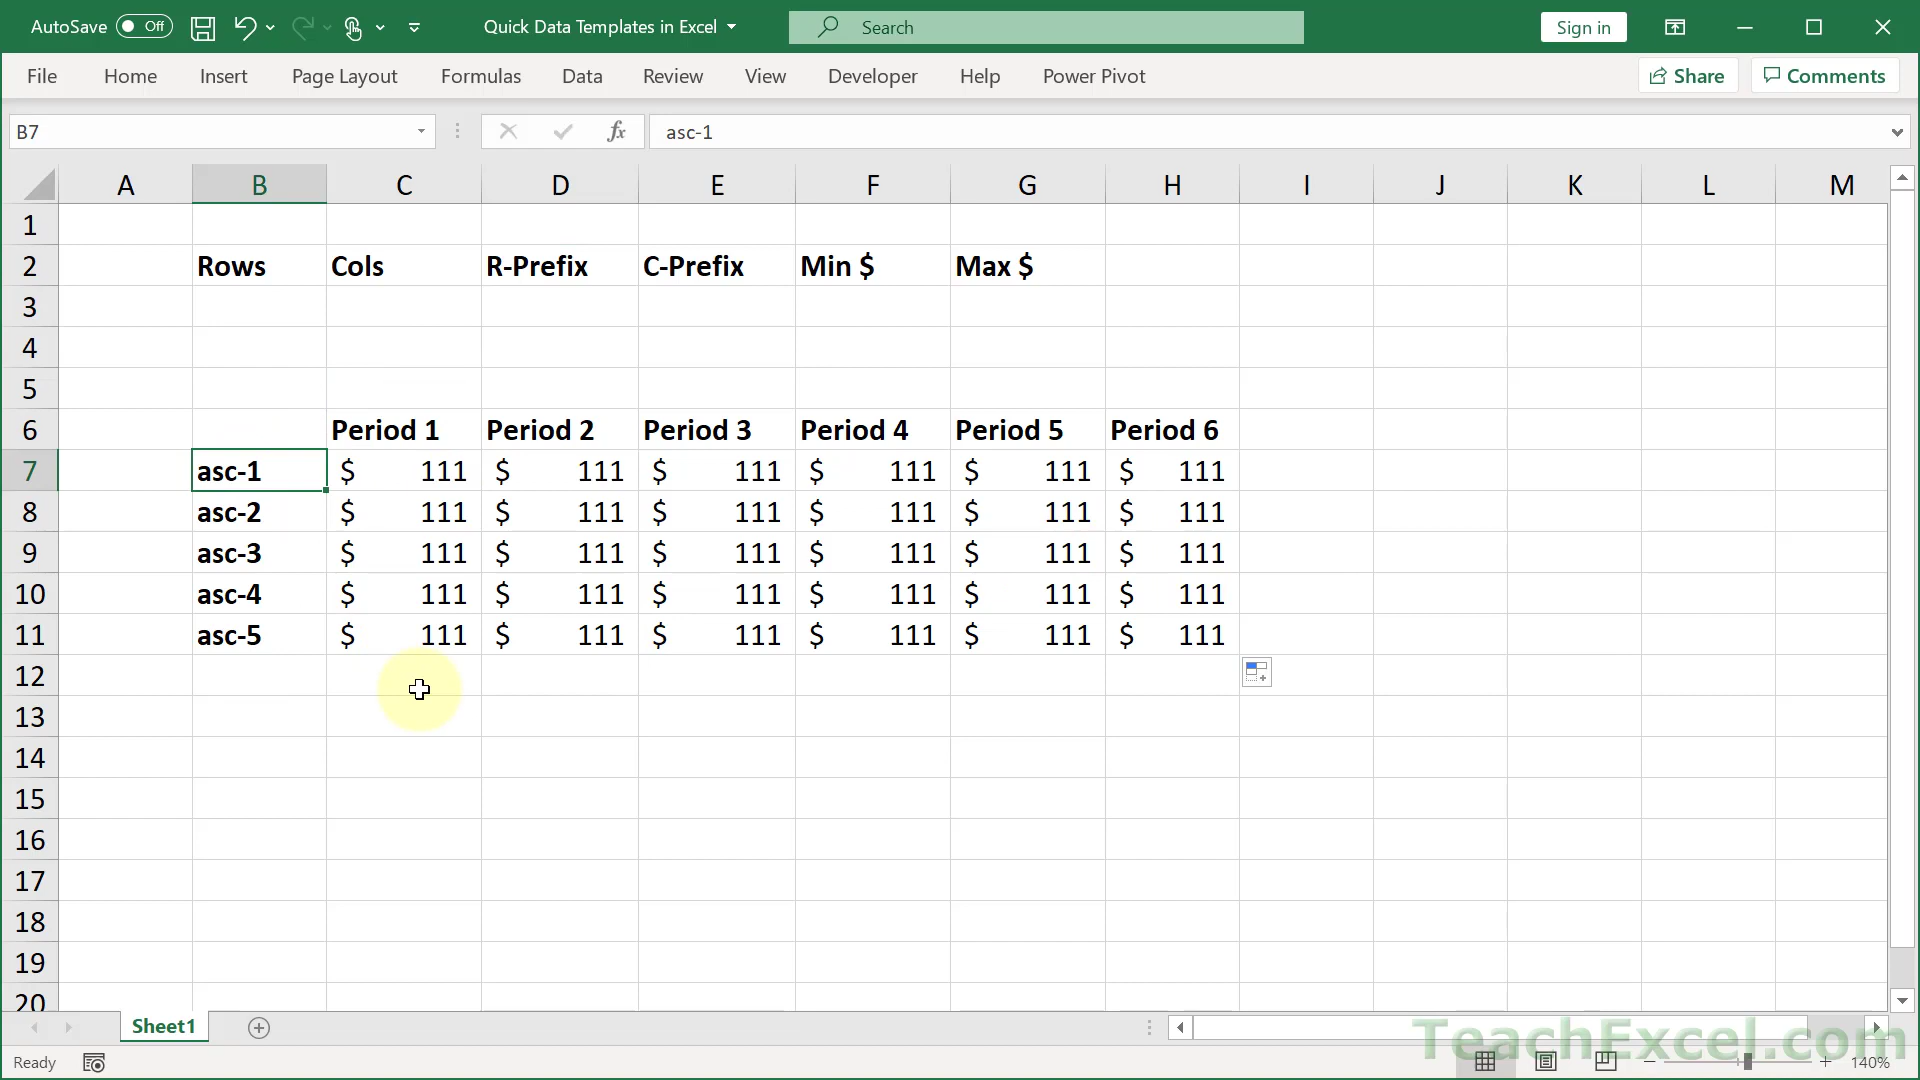 AutoSave Off Quick Data Templates in Excel Search Sign in
File Home Insert Page Layout Formulas Data Review View Developer Help Power Pivot Share Comments
B7 fx asc-1
A B C D E F G H I J K L M
1
2 Rows Cols R-Prefix C-Prefix Min $ Max $
3
4
5
6 Period 1 Period 2 Period 3 Period 4 Period 5 Period 6
7 asc-1 $ 111 $ 111 $ 111 $ 111 $ 111 $ 111
8 asc-2 $ 111 $ 111 $ 111 $ 111 $ 111 $ 111
9 asc-3 $ 111 $ 111 $ 111 $ 111 $ 111 $ 111
10 asc-4 $ 111 $ 111 $ 111 $ 111 $ 111 $ 111
11 asc-5 $ 111 $ 111 $ 111 $ 111 $ 111 $ 111
12
13
14
15
16
17
18
19
20
Sheet1
TeachExcel.com
Ready 140%